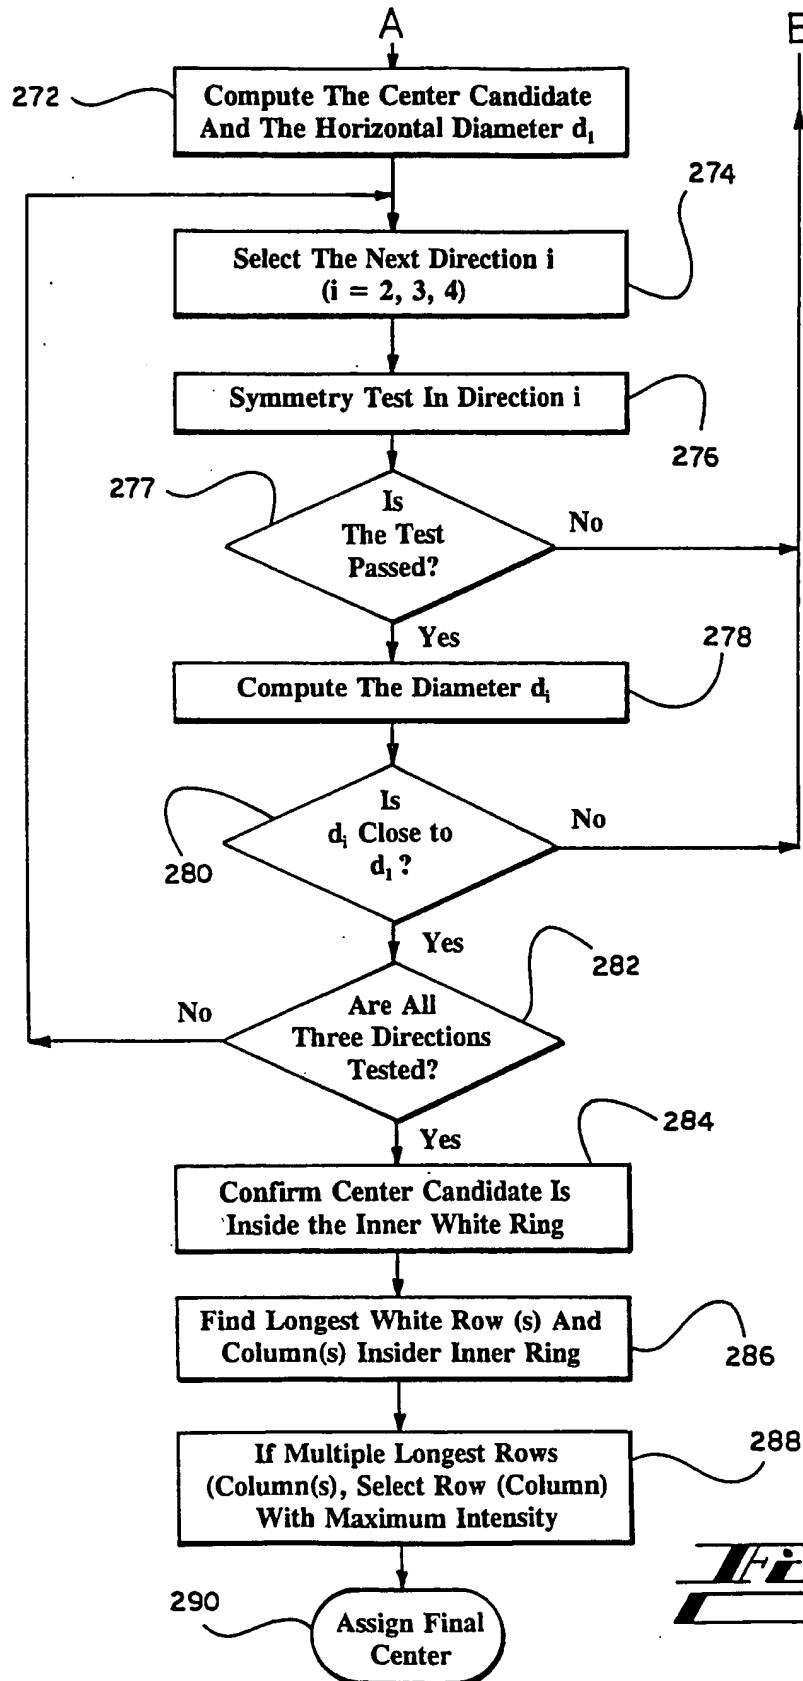 A
272
Compute The Center Candidate
And The Horizontal Diameter d₁
274
Select The Next Direction i
(i = 2, 3, 4)
Symmetry Test In Direction i
276
277
Is
The Test
Passed?
No
Yes
278
Compute The Diameter dᵢ
Is
dᵢ Close to
d₁ ?
No
280
Yes
282
Are All
Three Directions
Tested?
No
Yes
284
Confirm Center Candidate Is
Inside the Inner White Ring
Find Longest White Row (s) And
Column(s) Insider Inner Ring
286
If Multiple Longest Rows
(Column(s), Select Row (Column)
With Maximum Intensity
288
290
Assign Final
Center